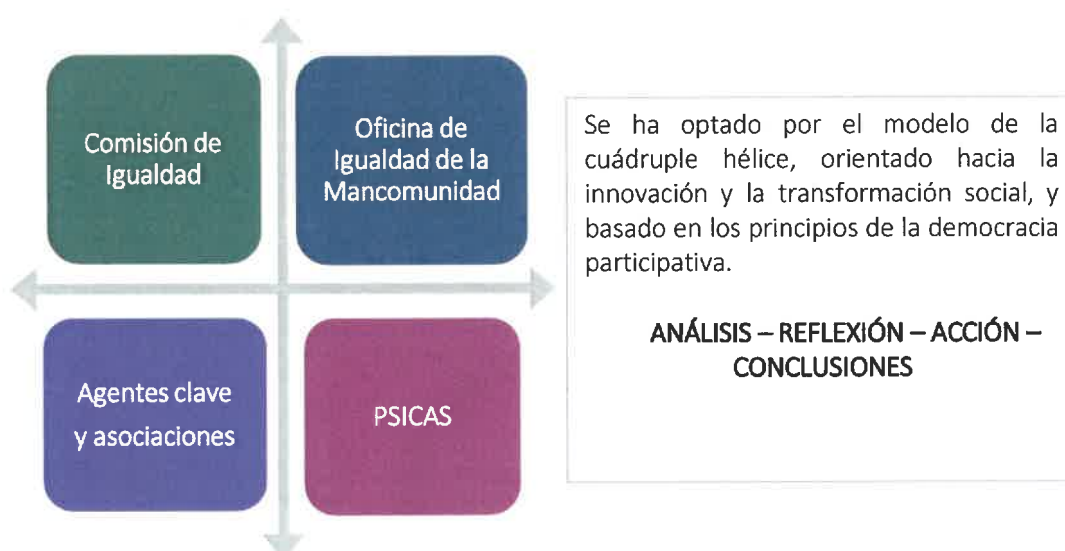 Comisión de
Igualdad
Oficina de
Igualdad de la
Mancomunidad
Agentes clave
y asociaciones
PSICAS
Se ha optado por el modelo de la
cuádruple hélice, orientado hacia la
innovación y la transformación social, y
basado en los principios de la democracia
participativa.
ANÁLISIS – REFLEXIÓN – ACCIÓN –
CONCLUSIONES